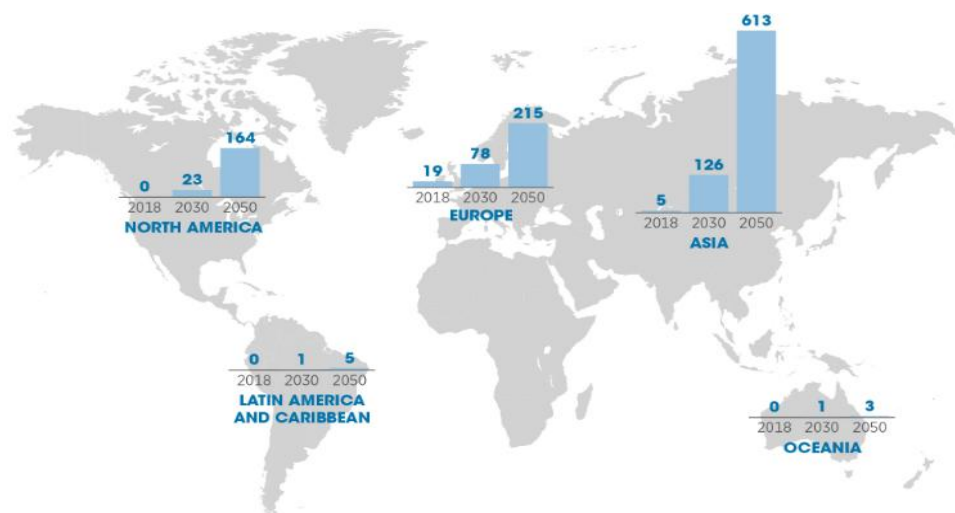 164
0 23
2018 2030 2050
NORTH AMERICA
215
19 78
2018 2030 2050
EUROPE
613
5 126
2018 2030 2050
ASIA
0 1 5
2018 2030 2050
LATIN AMERICA
AND CARIBBEAN
0 1 3
2018 2030 2050
OCEANIA